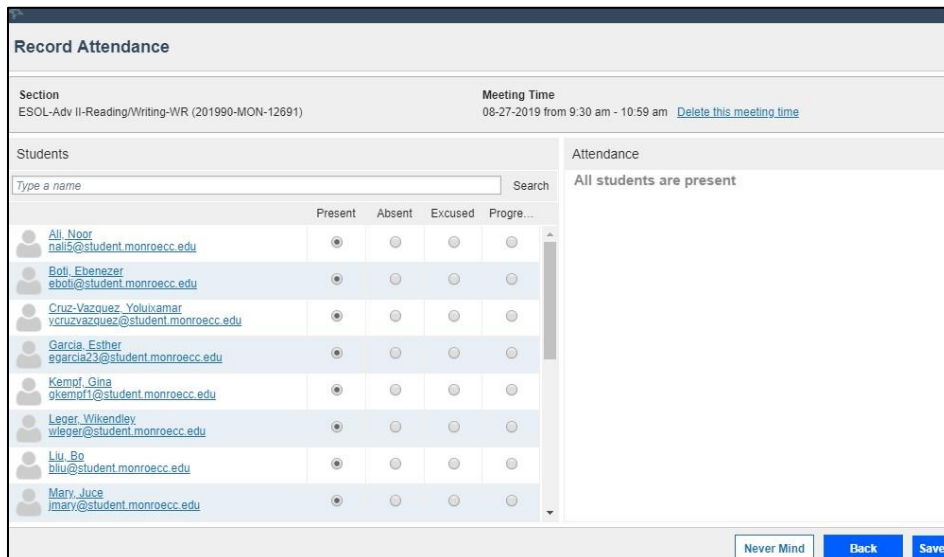 Record Attendance
Section
ESOL-Adv II-Reading/Writing-WR (201990-MON-12691)
Meeting Time
08-27-2019 from 9:30 am - 10:59 am Delete this meeting time
Students
Type a name Search
Present Absent Excused Progre...
Ali, Noor
nali5@student.monroecc.edu
Boti, Ebenezer
eboti@student.monroecc.edu
Cruz-Vazquez, Yoluixamar
ycruzvazquez@student.monroecc.edu
Garcia, Esther
egarcia23@student.monroecc.edu
Kempf, Gina
gkempf1@student.monroecc.edu
Leger, Wikendley
wleger@student.monroecc.edu
Liu, Bo
bliu@student.monroecc.edu
Mary, Juce
jmary@student.monroecc.edu
Attendance
All students are present
Never Mind Back Save